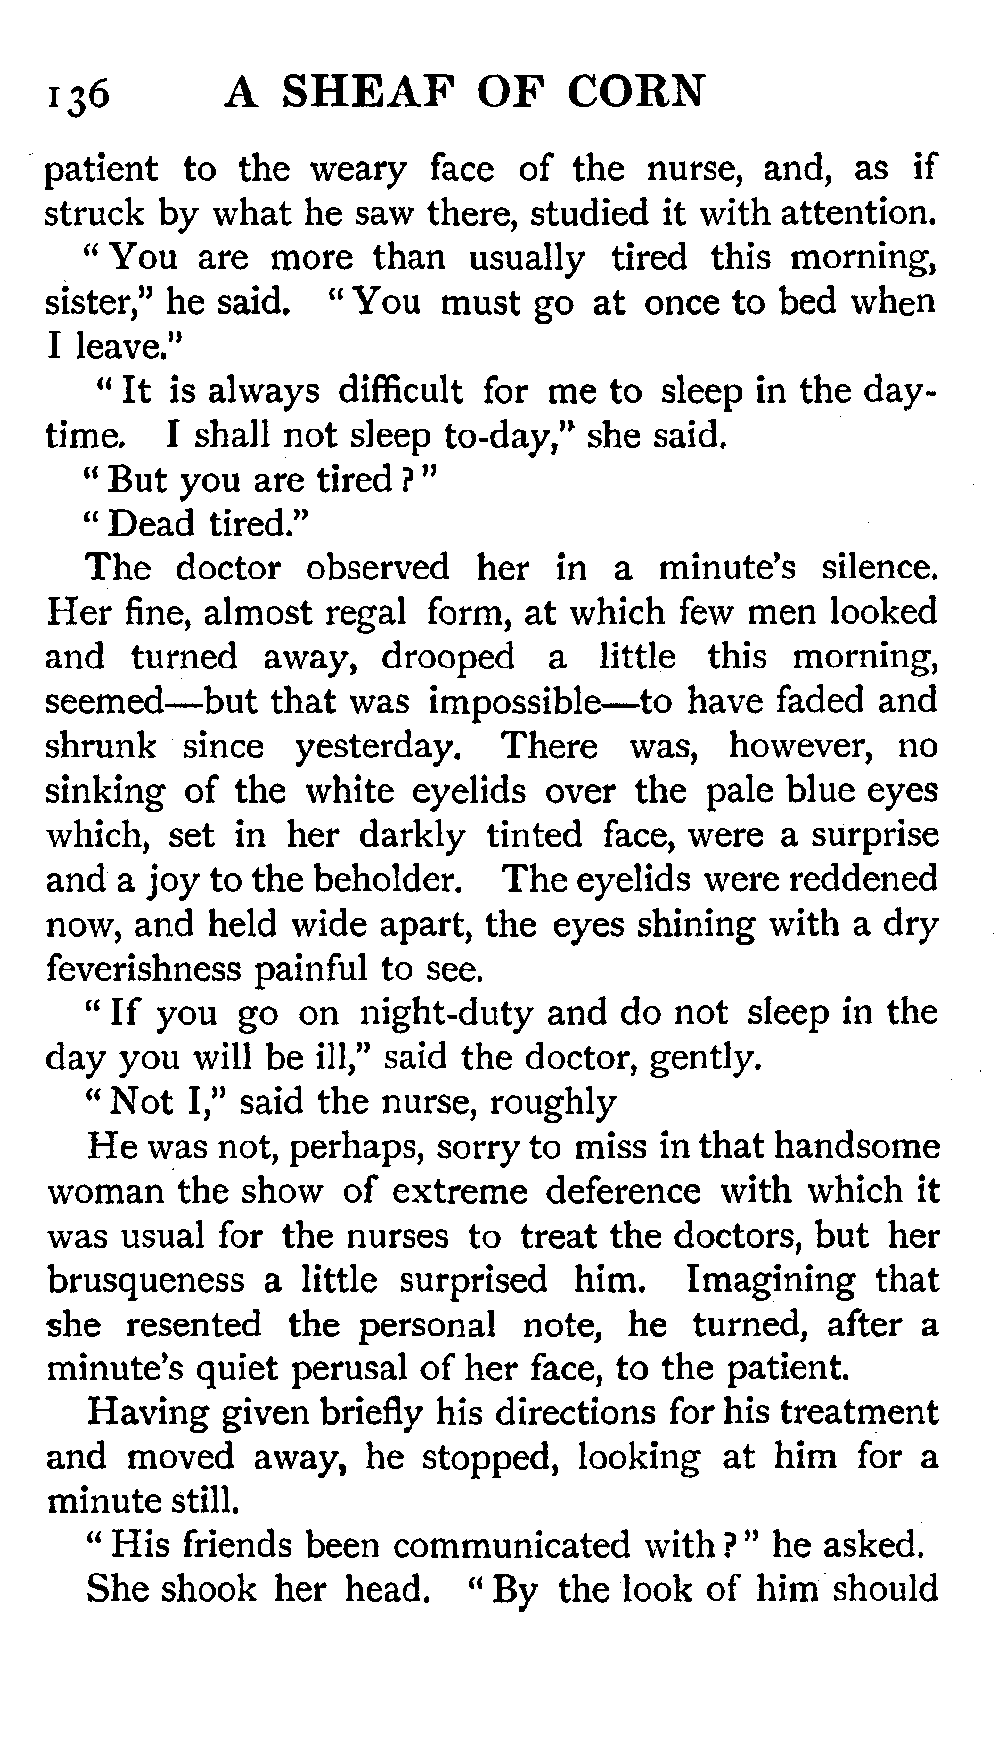 136 A SHEAF OF CORN
patient to the weary face of the nurse, and, as if
struck by what he saw there, studied it with attention.
"You are more than usually tired this morning,
sister," he said. "You must go at once to bed when
I leave."
"It is always difficult for me to sleep in the day-
time. I shall not sleep to-day," she said.
"But you are tired?"
"Dead tired."
The doctor observed her in a minute's silence.
Her fine, almost regal form, at which few men looked
and turned away, drooped a little this morning,
seemed—but that was impossible—to have faded and
shrunk since yesterday. There was, however, no
sinking of the white eyelids over the pale blue eyes
which, set in her darkly tinted face, were a surprise
and a joy to the beholder. The eyelids were reddened
now, and held wide apart, the eyes shining with a dry
feverishness painful to see.
"If you go on night-duty and do not sleep in the
day you will be ill," said the doctor, gently.
"Not I," said the nurse, roughly
He was not, perhaps, sorry to miss in that handsome
woman the show of extreme deference with which it
was usual for the nurses to treat the doctors, but her
brusqueness a little surprised him. Imagining that
she resented the personal note, he turned, after a
minute's quiet perusal of her face, to the patient.
Having given briefly his directions for his treatment
and moved away, he stopped, looking at him for a
minute still.
"His friends been communicated with?" he asked.
She shook her head. "By the look of him should